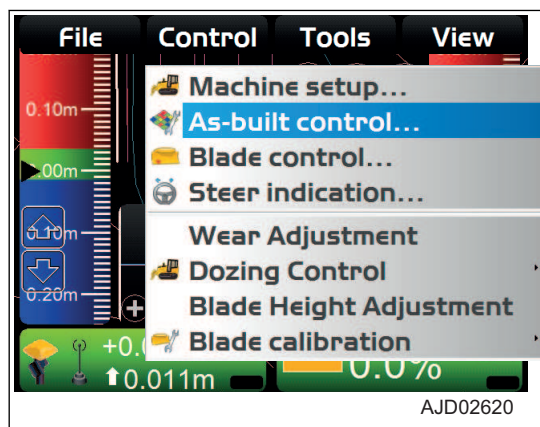 File Control Tools View
Machine setup...
0.10m
As-built control...
.00m
Blade control...
Steer indication...
0.10m
Wear Adjustment
Dozing Control
0.20m
Blade Height Adjustment
Blade calibration
+0.
0.011m
0.0%
AJD02620